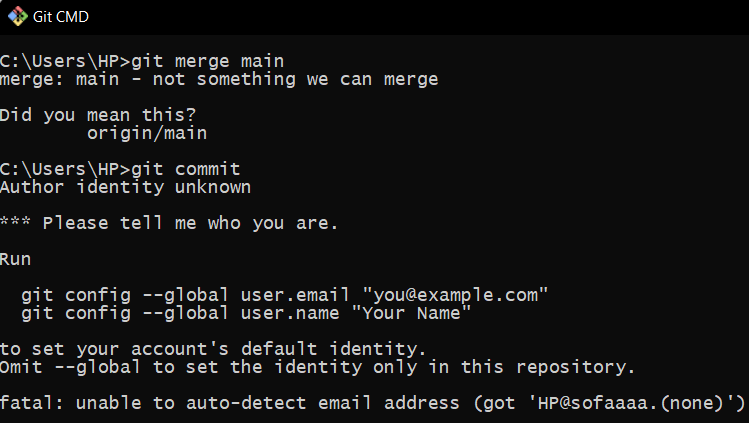 Git CMD
C:\Users\HP>git merge main
merge: main - not something we can merge
Did you mean this?
        origin/main
C:\Users\HP>git commit
Author identity unknown
*** Please tell me who you are.
Run
  git config --global user.email "you@example.com"
  git config --global user.name "Your Name"
to set your account's default identity.
Omit --global to set the identity only in this repository.
fatal: unable to auto-detect email address (got 'HP@sofaaaa.(none)')